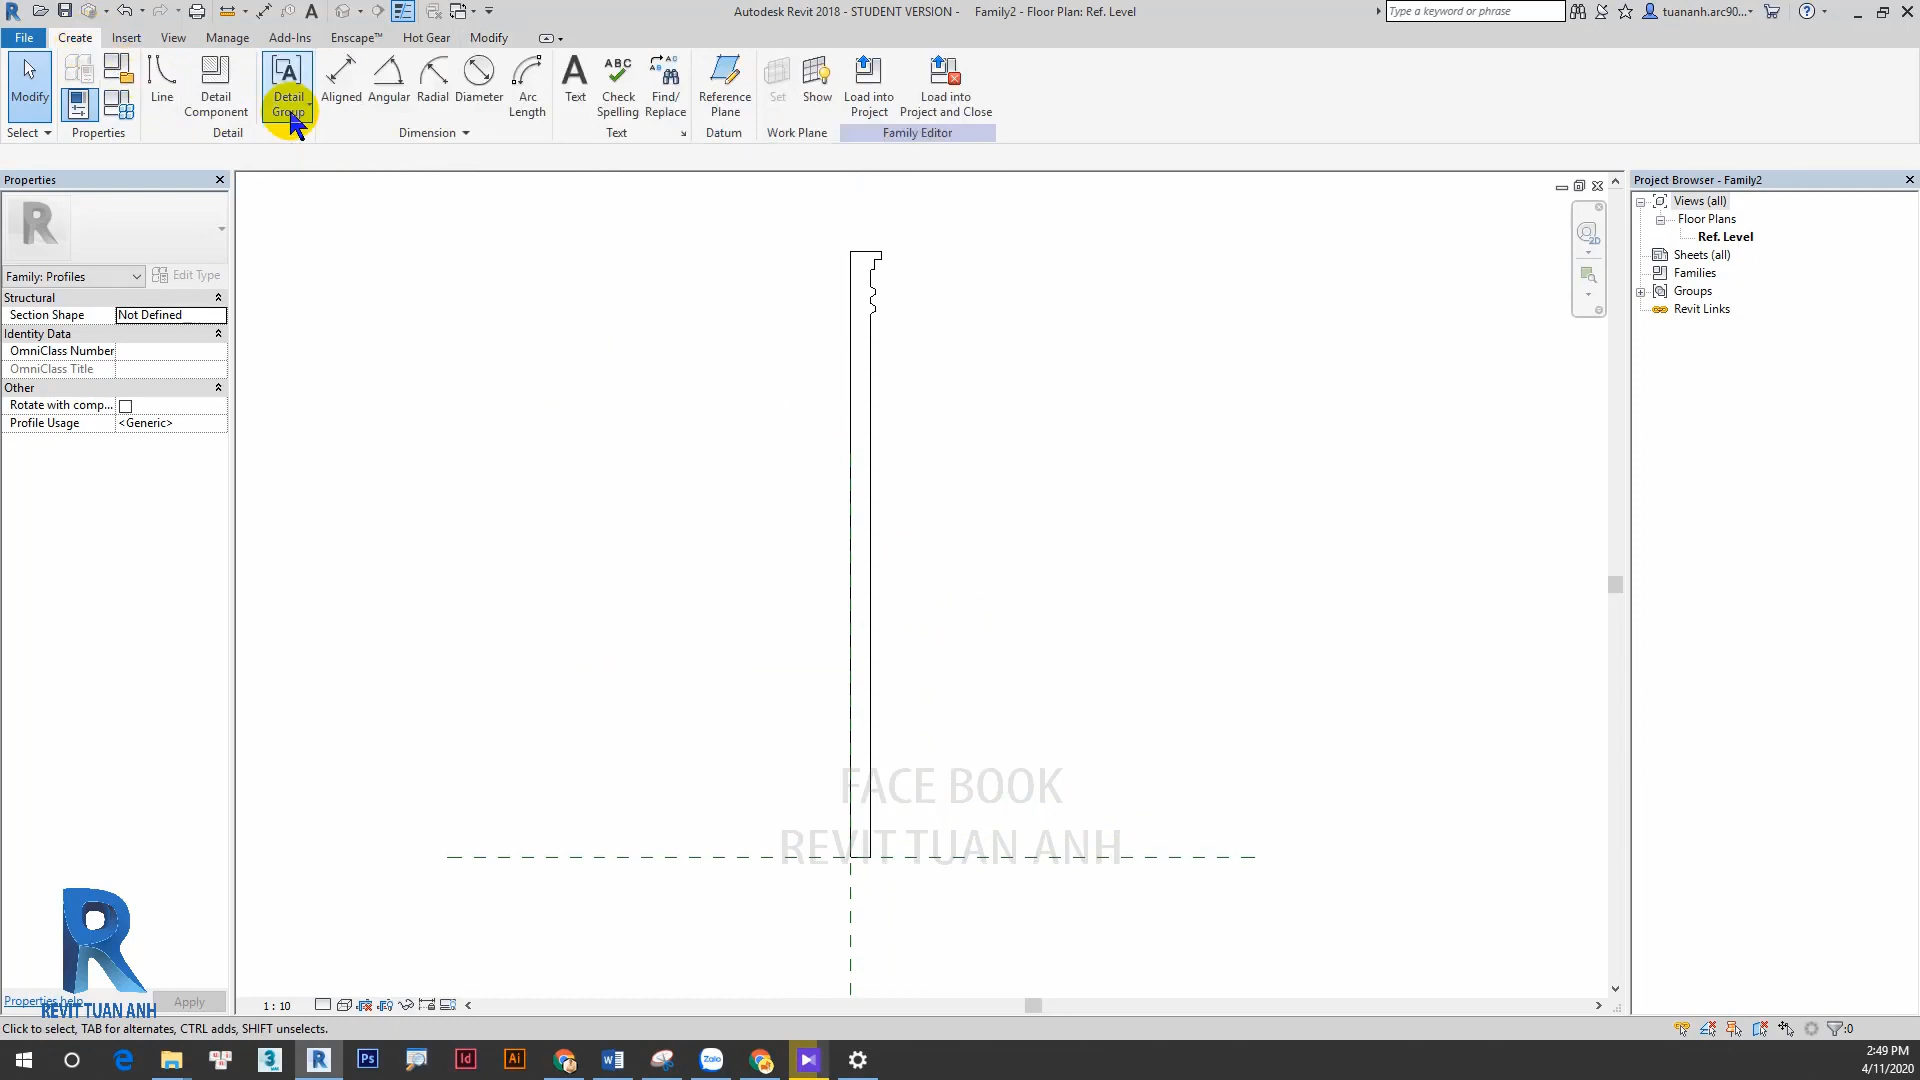 Autodesk Revit 2018 - STUDENT VERSION - Family2 - Floor Plan: Ref. Level
Type a keyword or phrase
tuananh.arc90...
File Create Insert View Manage Add-Ins Enscape™ Hot Gear Modify
Modify
Line
Detail Component
Detail Group
Aligned
Angular
Radial
Diameter
Arc Length
Text
ABC
Check Spelling
Find/ Replace
Reference Plane
Set
Show
Load into Project
Load into Project and Close
Select
Properties
Detail
Dimension
Text
Datum
Work Plane
Family Editor
Properties
Family: Profiles
Edit Type
Structural
Section Shape Not Defined
Identity Data
OmniClass Number
OmniClass Title
Other
Rotate with comp...
Profile Usage <Generic>
Properties help
Apply
REVIT TUAN ANH
FACE BOOK
REVIT TUAN ANH
2D
Project Browser - Family2
Views (all)
Floor Plans
Ref. Level
Sheets (all)
Families
Groups
Revit Links
1 : 10
Click to select, TAB for alternates, CTRL adds, SHIFT unselects.
:0
2:49 PM
4/11/2020